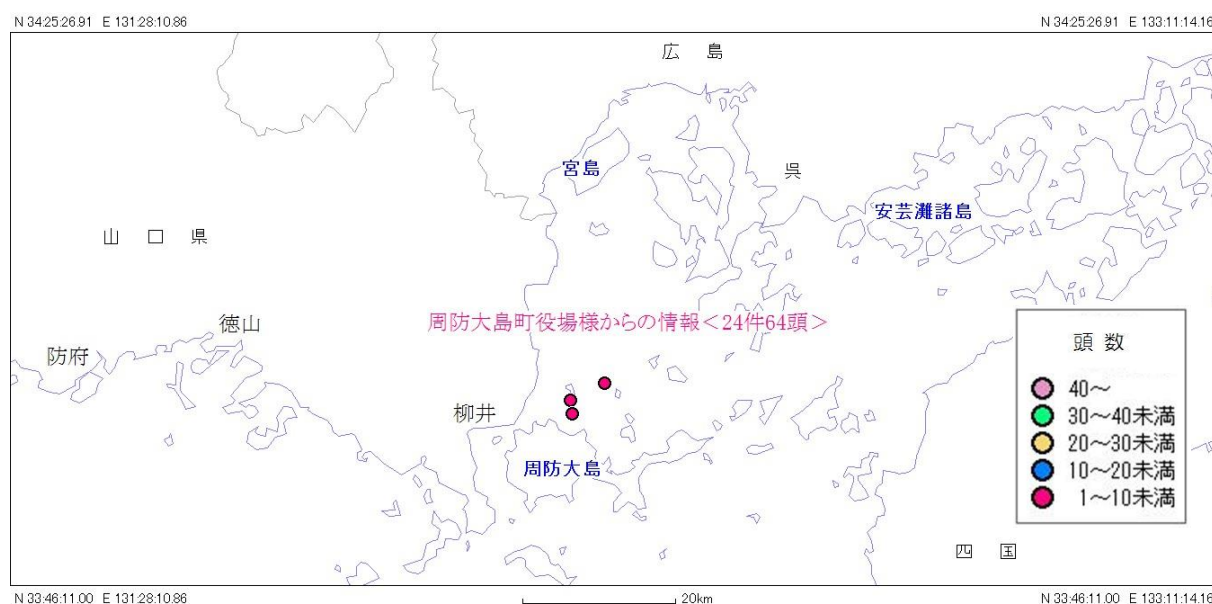 N 34:25:26.91 E 131:28:10.86
N 34:25:26.91 E 133:11:14.16
広 島
宮島
呉
安芸灘諸島
山 口 県
周防大島町役場様からの情報＜24件64頭＞
徳山
防府
頭 数
40～
30～40未満
20～30未満
10～20未満
1～10未満
柳井
周防大島
四 国
N 33:46:11.00 E 131:28:10.86
20km
N 33:46:11.00 E 133:11:14.16